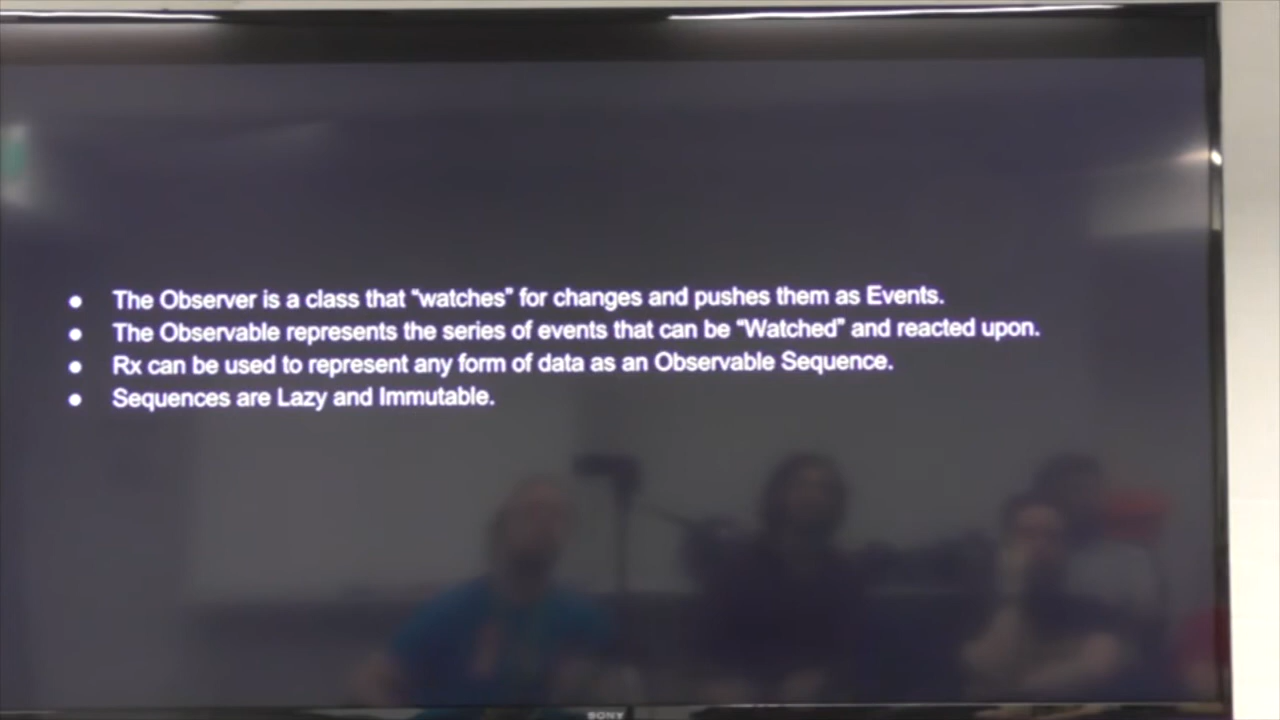 ● The Observer is a class that “watches” for changes and pushes them as Events.
● The Observable represents the series of events that can be “Watched” and reacted upon.
● Rx can be used to represent any form of data as an Observable Sequence.
● Sequences are Lazy and Immutable.
SONY